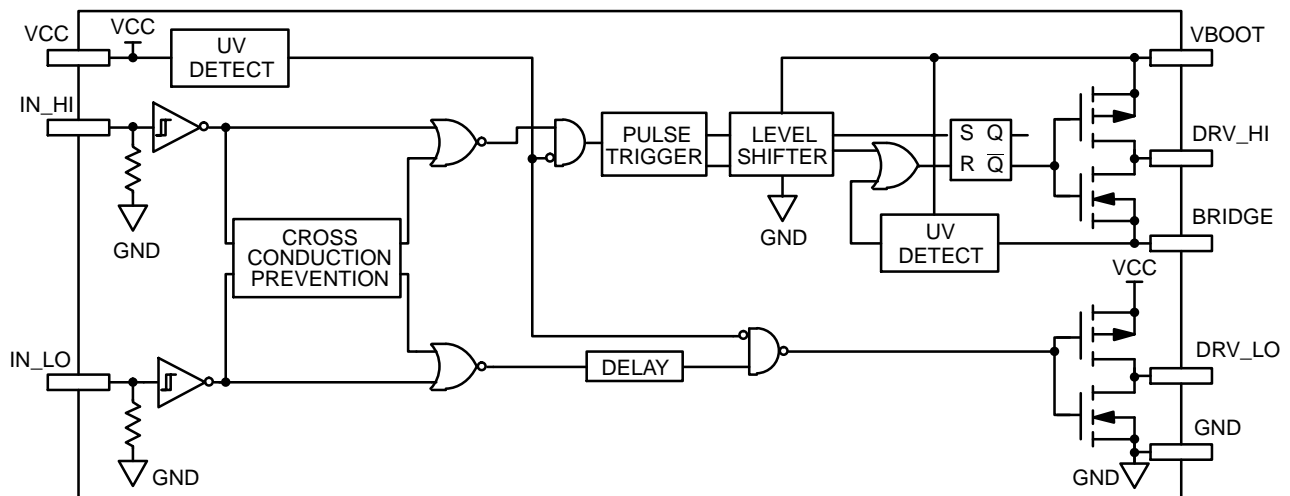 VCC
VCC
UV
DETECT
VBOOT
IN_HI
PULSE
TRIGGER
LEVEL
SHIFTER
S Q
R Q̅
DRV_HI
GND
GND
BRIDGE
CROSS
CONDUCTION
PREVENTION
UV
DETECT
VCC
IN_LO
DELAY
DRV_LO
GND
GND
GND